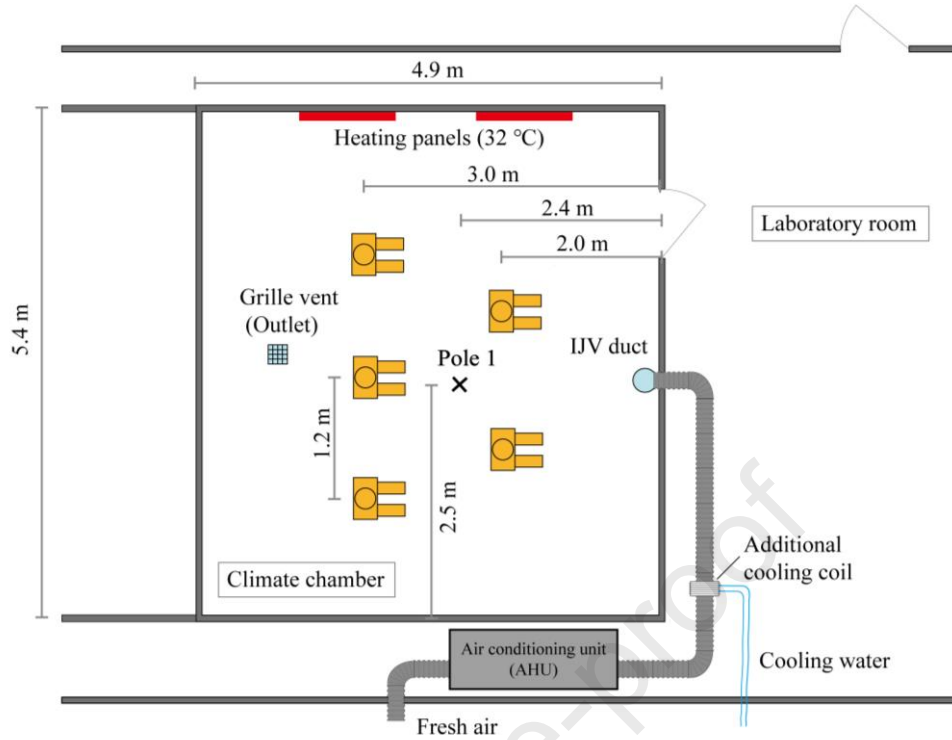 4.9 m
Heating panels (32 ℃)
3.0 m
2.4 m
Laboratory room
2.0 m
Grille vent
(Outlet)
IJV duct
5.4 m
Pole 1
1.2 m
2.5 m
Additional
cooling coil
Climate chamber
Air conditioning unit
(AHU)
Cooling water
Fresh air
e-proof